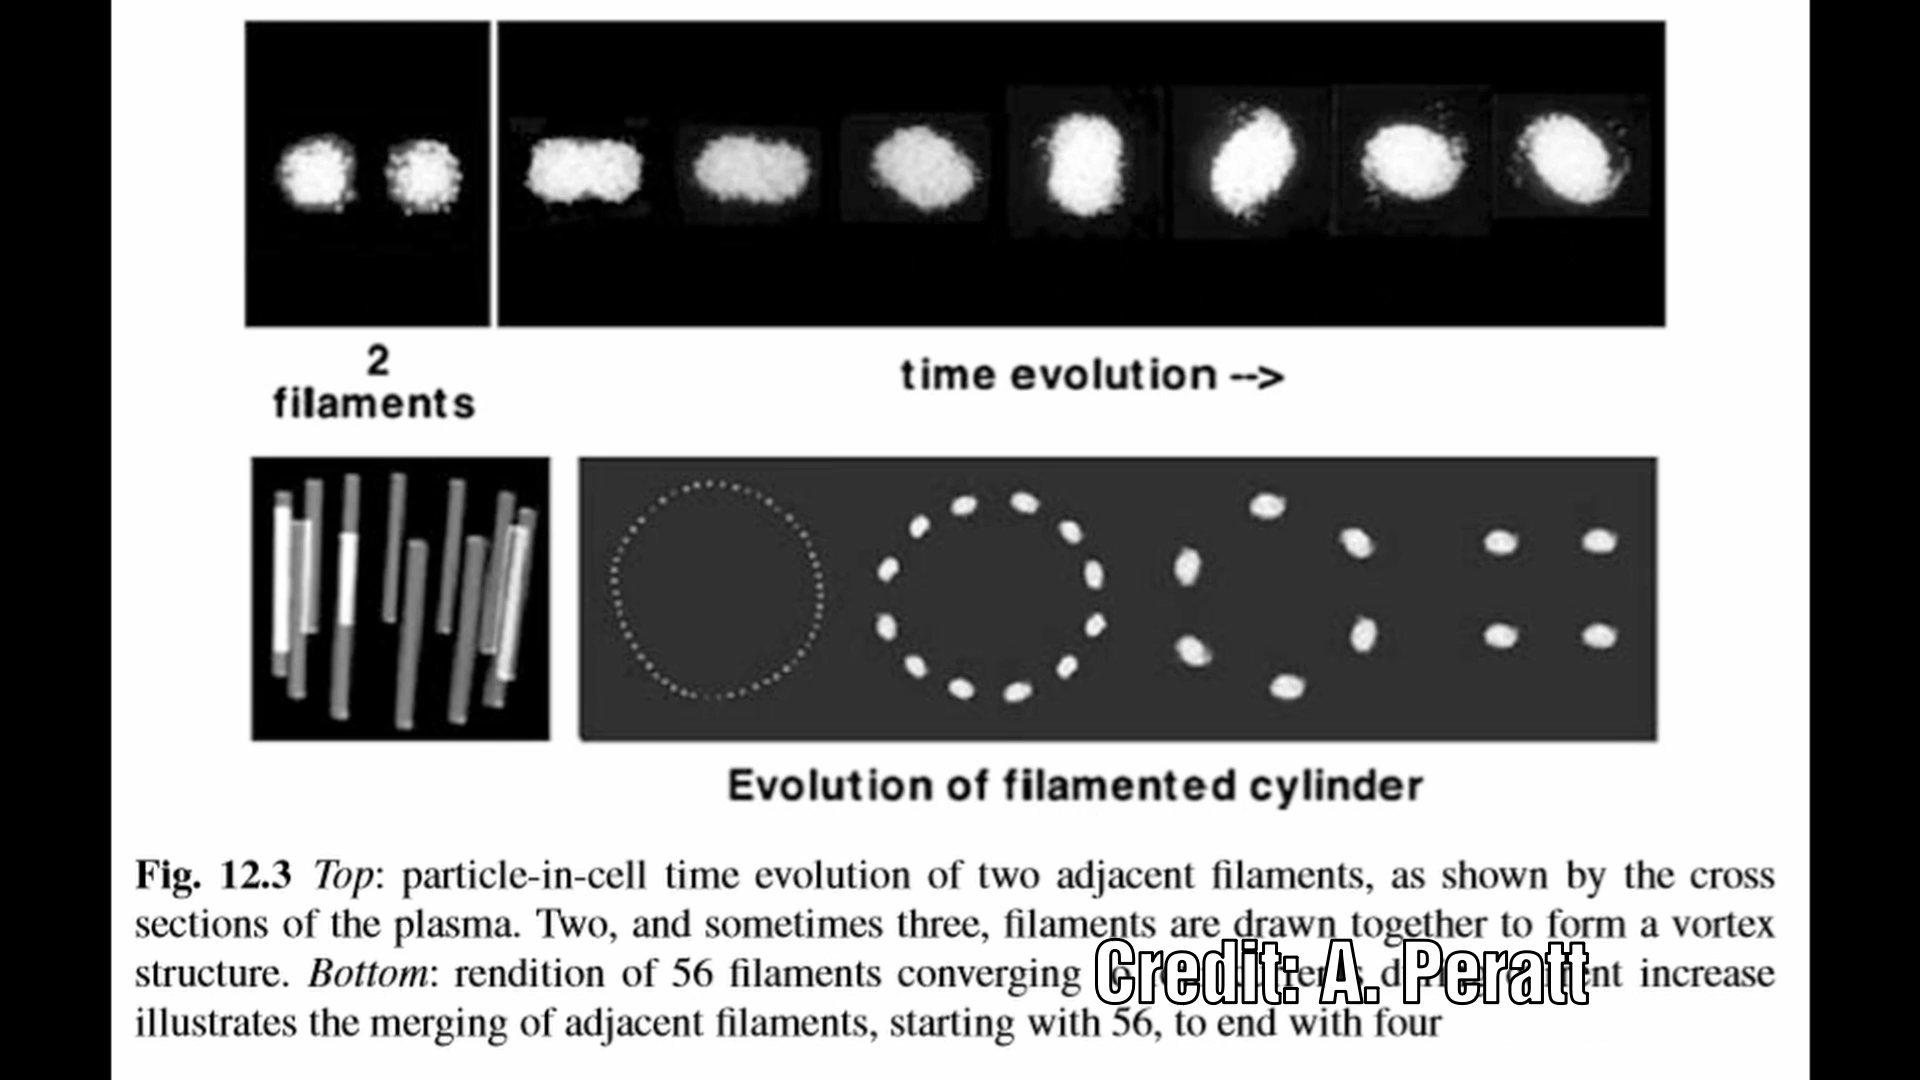 2
filaments
time evolution -->
Evolution of filamented cylinder
Fig. 12.3 Top: particle-in-cell time evolution of two adjacent filaments, as shown by the cross
sections of the plasma. Two, and sometimes three, filaments are drawn together to form a vortex
structure. Bottom: rendition of 56 filaments converging increase
Credit: A. Peratt
illustrates the merging of adjacent filaments, starting with 56, to end with four